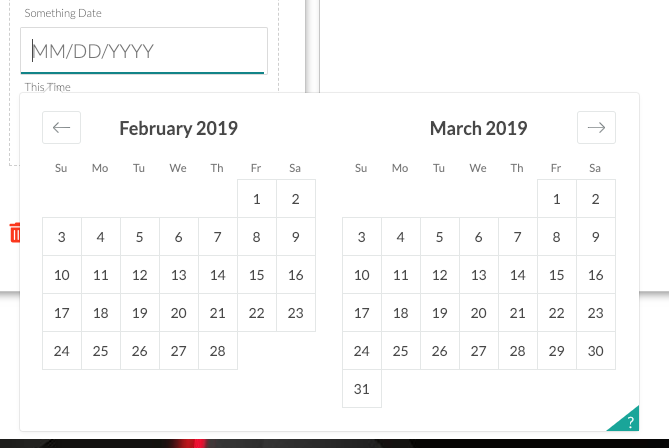 Something Date
MM/DD/YYYY
This Time
February 2019
March 2019
Su Mo Tu We Th Fr Sa
Su Mo Tu We Th Fr Sa
1 2
1 2
3 4 5 6 7 8 9
3 4 5 6 7 8 9
10 11 12 13 14 15 16
10 11 12 13 14 15 16
17 18 19 20 21 22 23
17 18 19 20 21 22 23
24 25 26 27 28
24 25 26 27 28 29 30
31
?